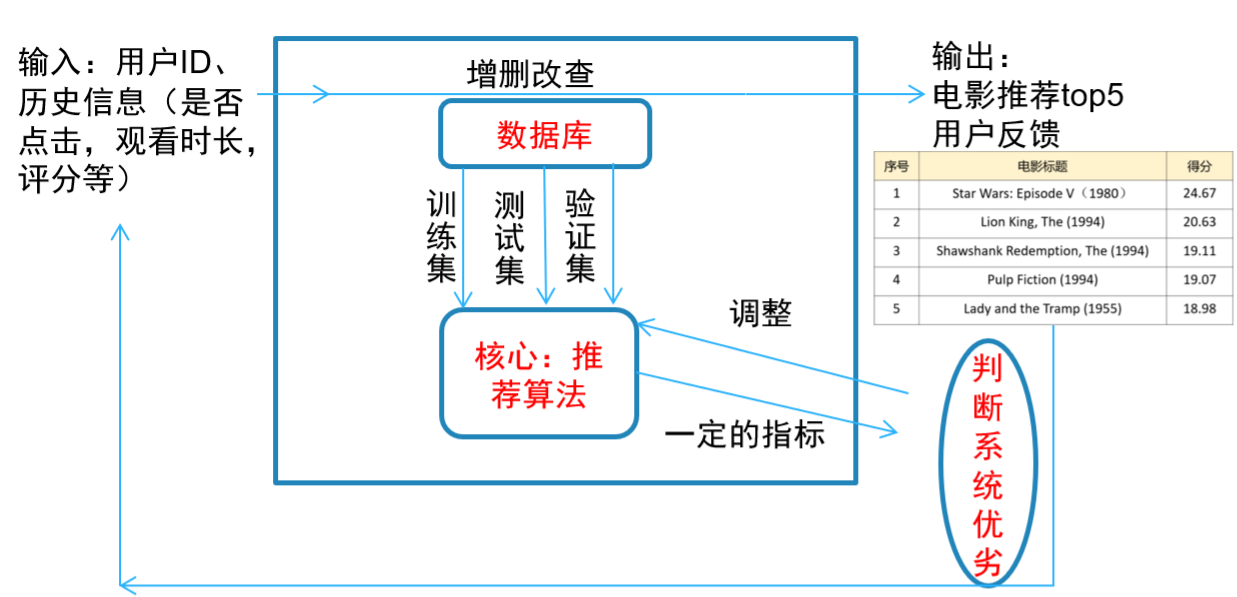 输入：用户ID、
历史信息（是否
点击，观看时长，
评分等）
增删改查
数据库
训练集
测试集
验证集
核心：推
荐算法
调整
一定的指标
输出：
电影推荐top5
用户反馈
序号 电影标题 得分
1 Star Wars: Episode V（1980） 24.67
2 Lion King, The (1994) 20.63
3 Shawshank Redemption, The (1994) 19.11
4 Pulp Fiction (1994) 19.07
5 Lady and the Tramp (1955) 18.98
判断系统优劣